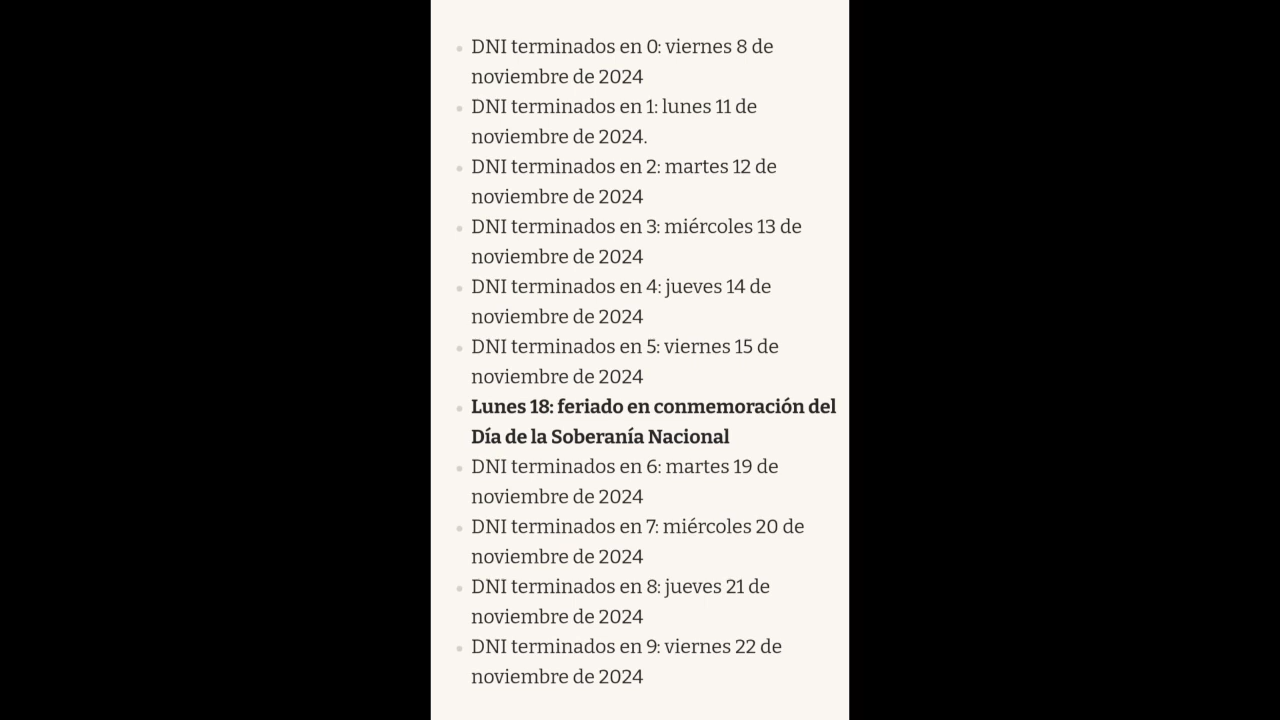 DNI terminados en 0: viernes 8 de
noviembre de 2024
DNI terminados en 1: lunes 11 de
noviembre de 2024.
DNI terminados en 2: martes 12 de
noviembre de 2024
DNI terminados en 3: miércoles 13 de
noviembre de 2024
DNI terminados en 4: jueves 14 de
noviembre de 2024
DNI terminados en 5: viernes 15 de
noviembre de 2024
Lunes 18: feriado en conmemoración del
Día de la Soberanía Nacional
DNI terminados en 6: martes 19 de
noviembre de 2024
DNI terminados en 7: miércoles 20 de
noviembre de 2024
DNI terminados en 8: jueves 21 de
noviembre de 2024
DNI terminados en 9: viernes 22 de
noviembre de 2024